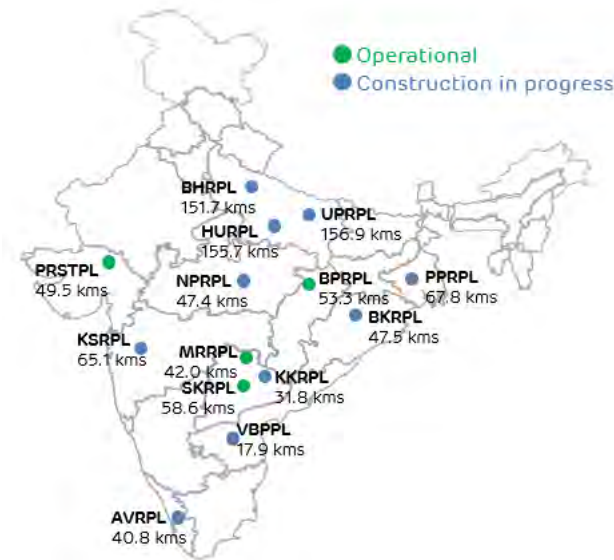 Operational
Construction in progress
BHRPL
151.7 kms
UPRPL
156.9 kms
HURPL
155.7 kms
PRSTPL
49.5 kms
NPRPL
47.4 kms
BPRPL
53.3 kms
PPRPL
67.8 kms
BKRPL
47.5 kms
KSRPL
65.1 kms
MRRPL
42.0 kms
SKRPL
58.6 kms
KKRPL
31.8 kms
VBPPL
17.9 kms
AVRPL
40.8 kms